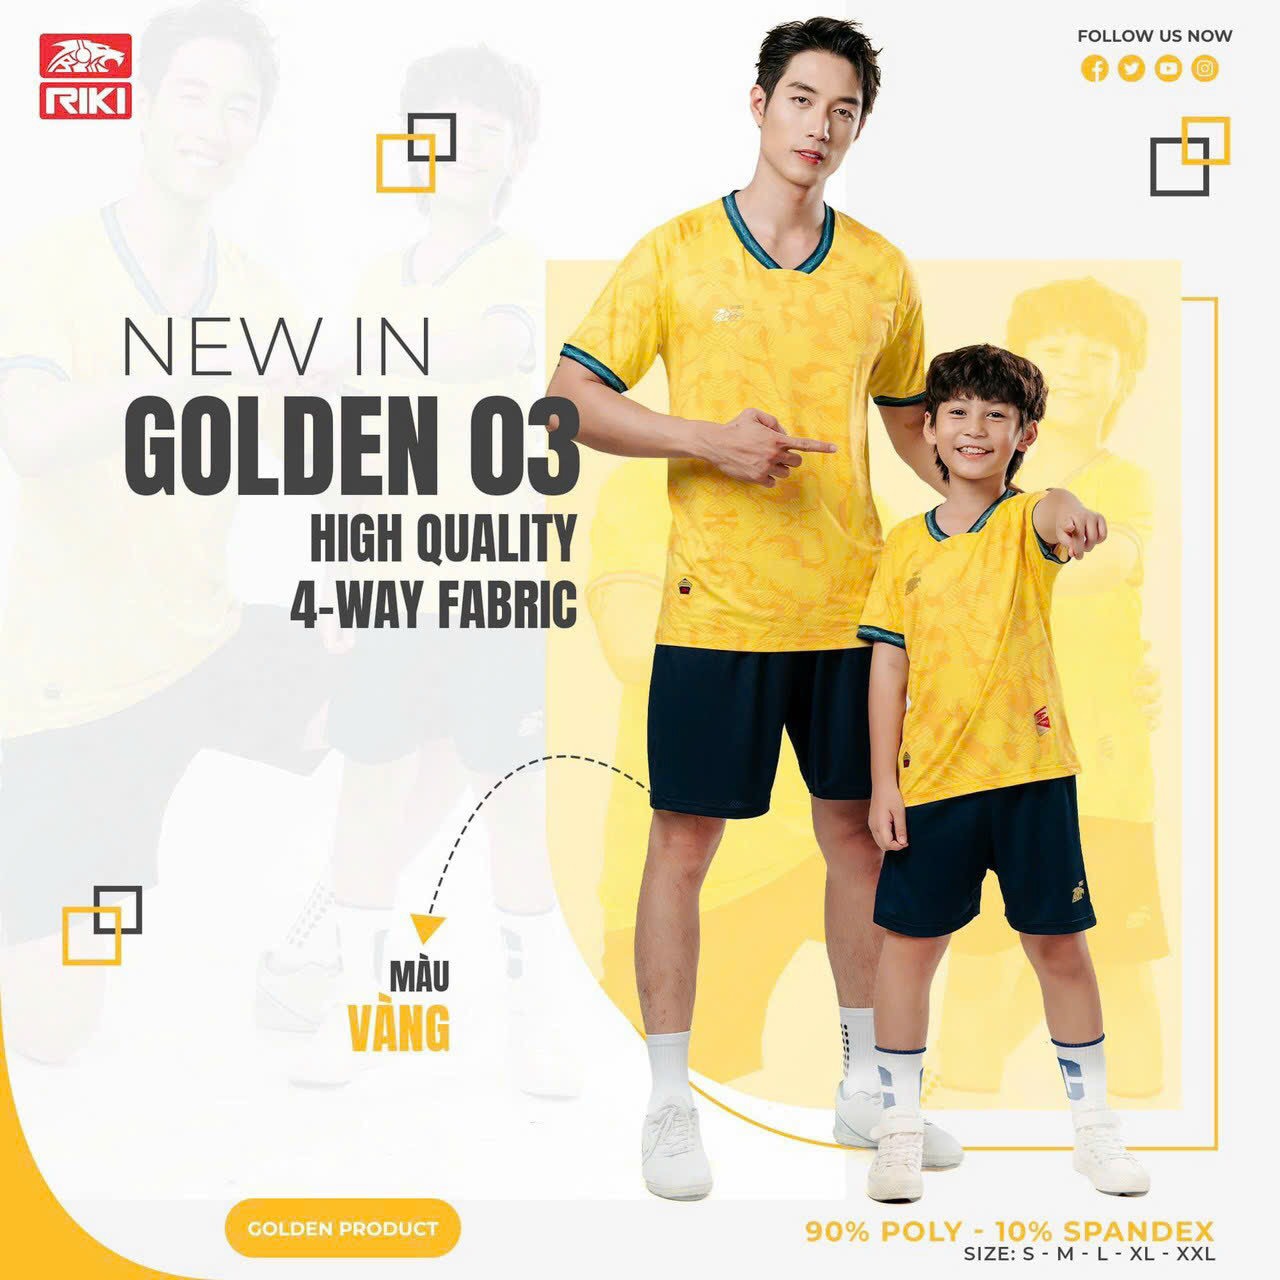 RIKI
FOLLOW US NOW
NEW IN
GOLDEN 03
HIGH QUALITY
4-WAY FABRIC
MÀU
VÀNG
GOLDEN PRODUCT
90% POLY - 10% SPANDEX
SIZE: S - M - L - XL - XXL